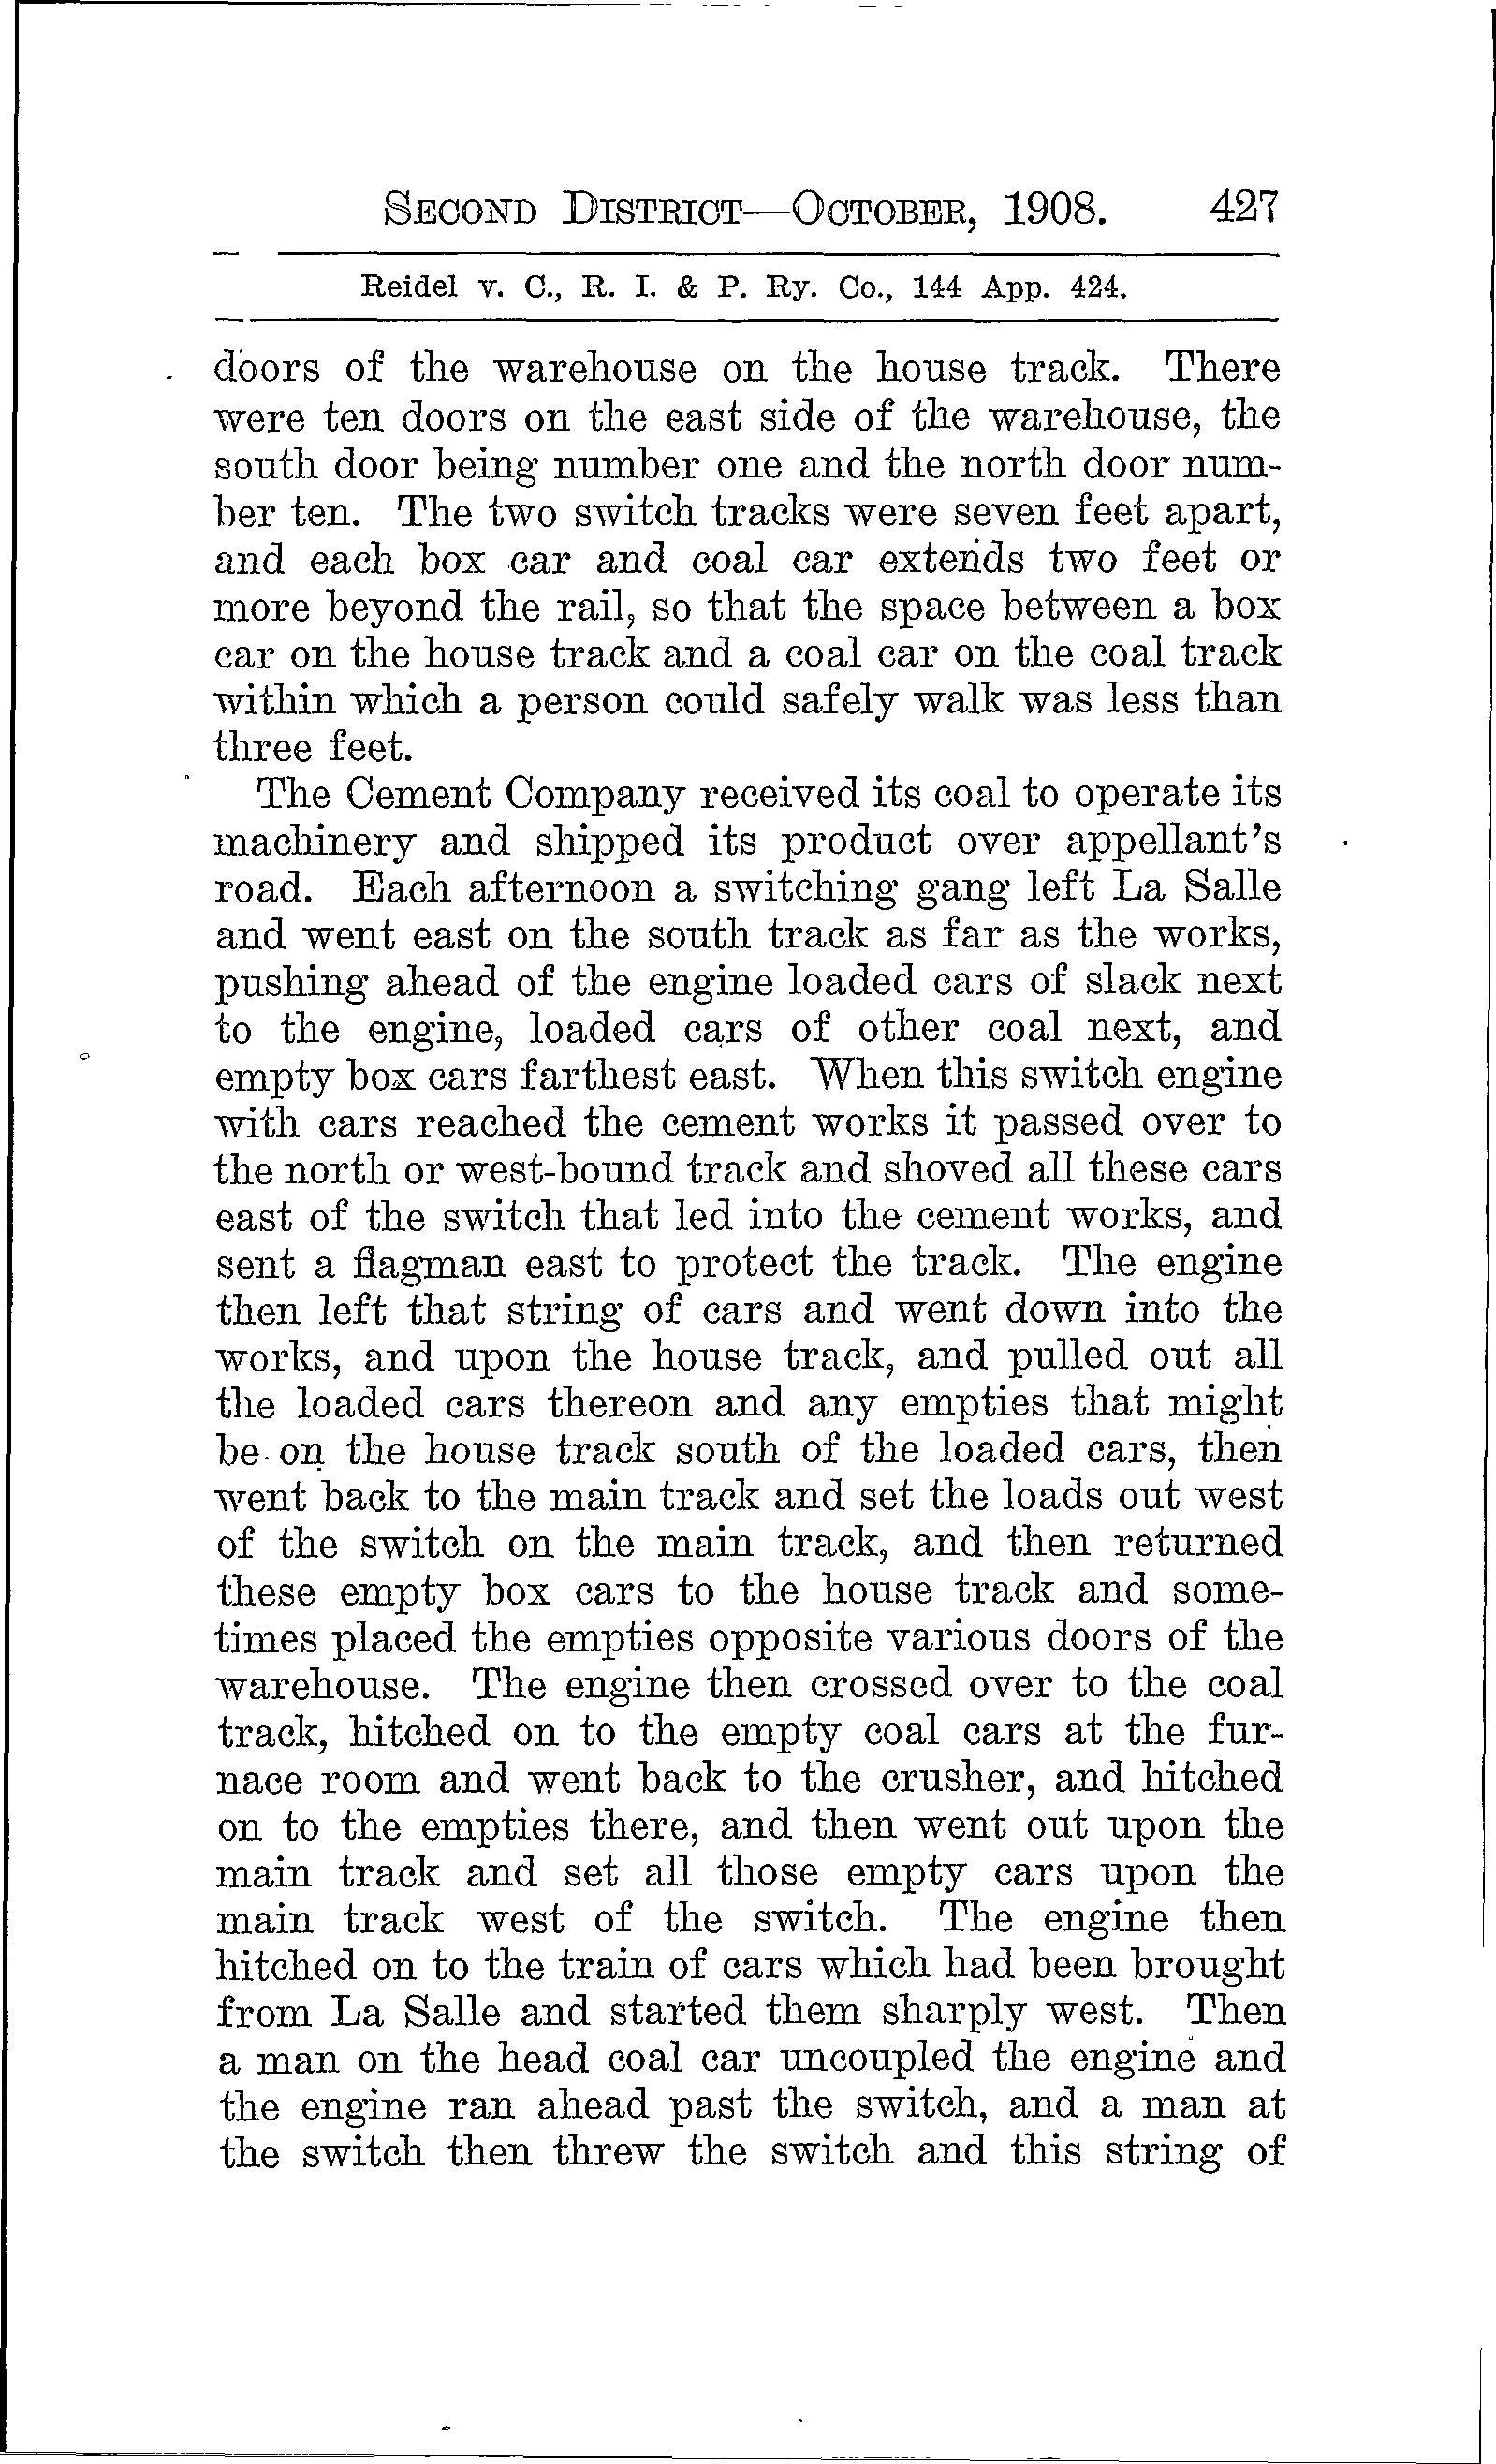 SECOND DISTRICT—OCTOBER, 1908. 427
Reidel v. C., R. I. & P. Ry. Co., 144 App. 424.
doors of the warehouse on the house track. There
were ten doors on the east side of the warehouse, the
south door being number one and the north door num-
ber ten. The two switch tracks were seven feet apart,
and each box car and coal car extends two feet or
more beyond the rail, so that the space between a box
car on the house track and a coal car on the coal track
within which a person could safely walk was less than
three feet.
The Cement Company received its coal to operate its
machinery and shipped its product over appellant's
road. Each afternoon a switching gang left La Salle
and went east on the south track as far as the works,
pushing ahead of the engine loaded cars of slack next
to the engine, loaded cars of other coal next, and
empty box cars farthest east. When this switch engine
with cars reached the cement works it passed over to
the north or west-bound track and shoved all these cars
east of the switch that led into the cement works, and
sent a flagman east to protect the track. The engine
then left that string of cars and went down into the
works, and upon the house track, and pulled out all
the loaded cars thereon and any empties that might
be on the house track south of the loaded cars, then
went back to the main track and set the loads out west
of the switch on the main track, and then returned
these empty box cars to the house track and some-
times placed the empties opposite various doors of the
warehouse. The engine then crossed over to the coal
track, hitched on to the empty coal cars at the fur-
nace room and went back to the crusher, and hitched
on to the empties there, and then went out upon the
main track and set all those empty cars upon the
main track west of the switch. The engine then
hitched on to the train of cars which had been brought
from La Salle and started them sharply west. Then
a man on the head coal car uncoupled the engine and
the engine ran ahead past the switch, and a man at
the switch then threw the switch and this string of